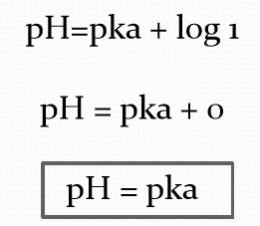 pH=pka + log 1
pH = pka + 0
pH = pka